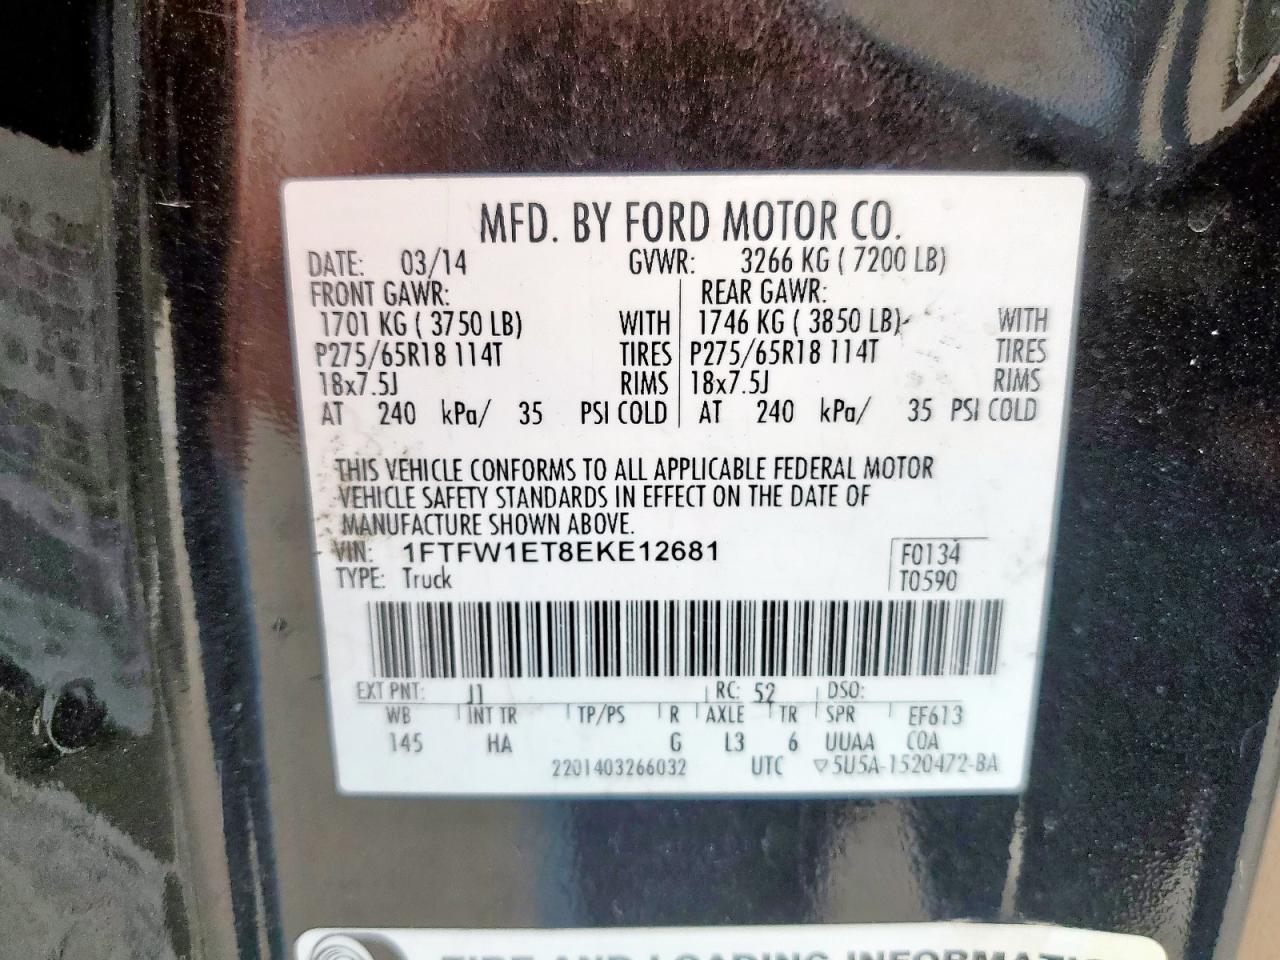 MFD. BY FORD MOTOR CO.
DATE: 03/14 GVWR: 3266 KG ( 7200 LB)
FRONT GAWR: REAR GAWR:
1701 KG ( 3750 LB) WITH 1746 KG ( 3850 LB) WITH
P275/65R18 114T TIRES P275/65R18 114T TIRES
18x7.5J RIMS 18x7.5J RIMS
AT 240 kPa/ 35 PSI COLD AT 240 kPa/ 35 PSI COLD
THIS VEHICLE CONFORMS TO ALL APPLICABLE FEDERAL MOTOR
VEHICLE SAFETY STANDARDS IN EFFECT ON THE DATE OF
MANUFACTURE SHOWN ABOVE.
VIN: 1FTFW1ET8EKE12681 F0134
TYPE: Truck T0590
EXT PNT: J1 RC: 52 DSO:
WB INT TR TP/PS R AXLE TR SPR EF613
145 HA G L3 6 UUAA COA
2201403266032 UTC ▽5U5A-1520472-BA
TIRE AND LOADING INFORMATI